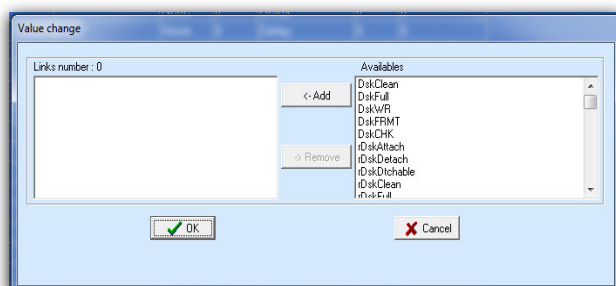 Value change
Links number : 0
Availables
<- Add
-> Remove
DskClean
DskFull
DskWR
DskFRMT
DskCHK
rDskAttach
rDskDetach
rDskDtchable
rDskClean
rDskFull
OK
Cancel